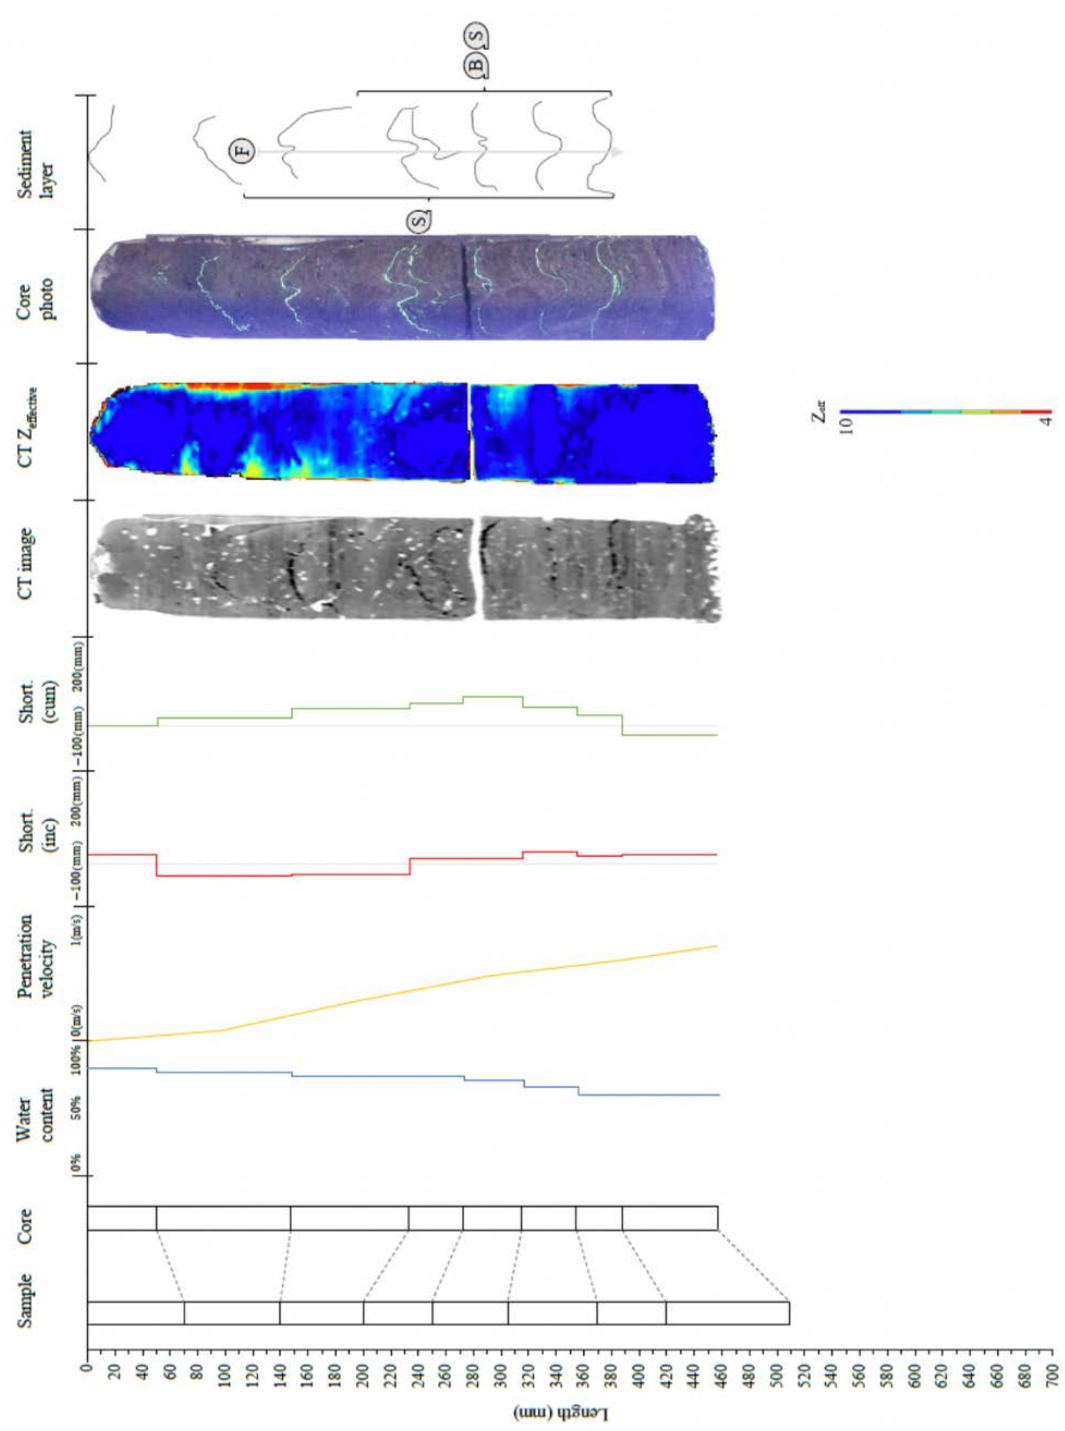 Sample
Core
Water
content
0%
50%
100%
Penetration
velocity
0(m/s)
1(m/s)
Short.
(inc)
-100(mm)
200(mm)
Short.
(cum)
-100(mm)
200(mm)
CT image
CT Zeffective
Core
photo
Sediment
layer
F
S
B S
0
20
40
60
80
100
120
140
160
180
200
220
240
260
280
300
320
340
360
380
400
420
440
460
480
500
520
540
560
580
600
620
640
660
680
700
Length (mm)
Zeff
10
4